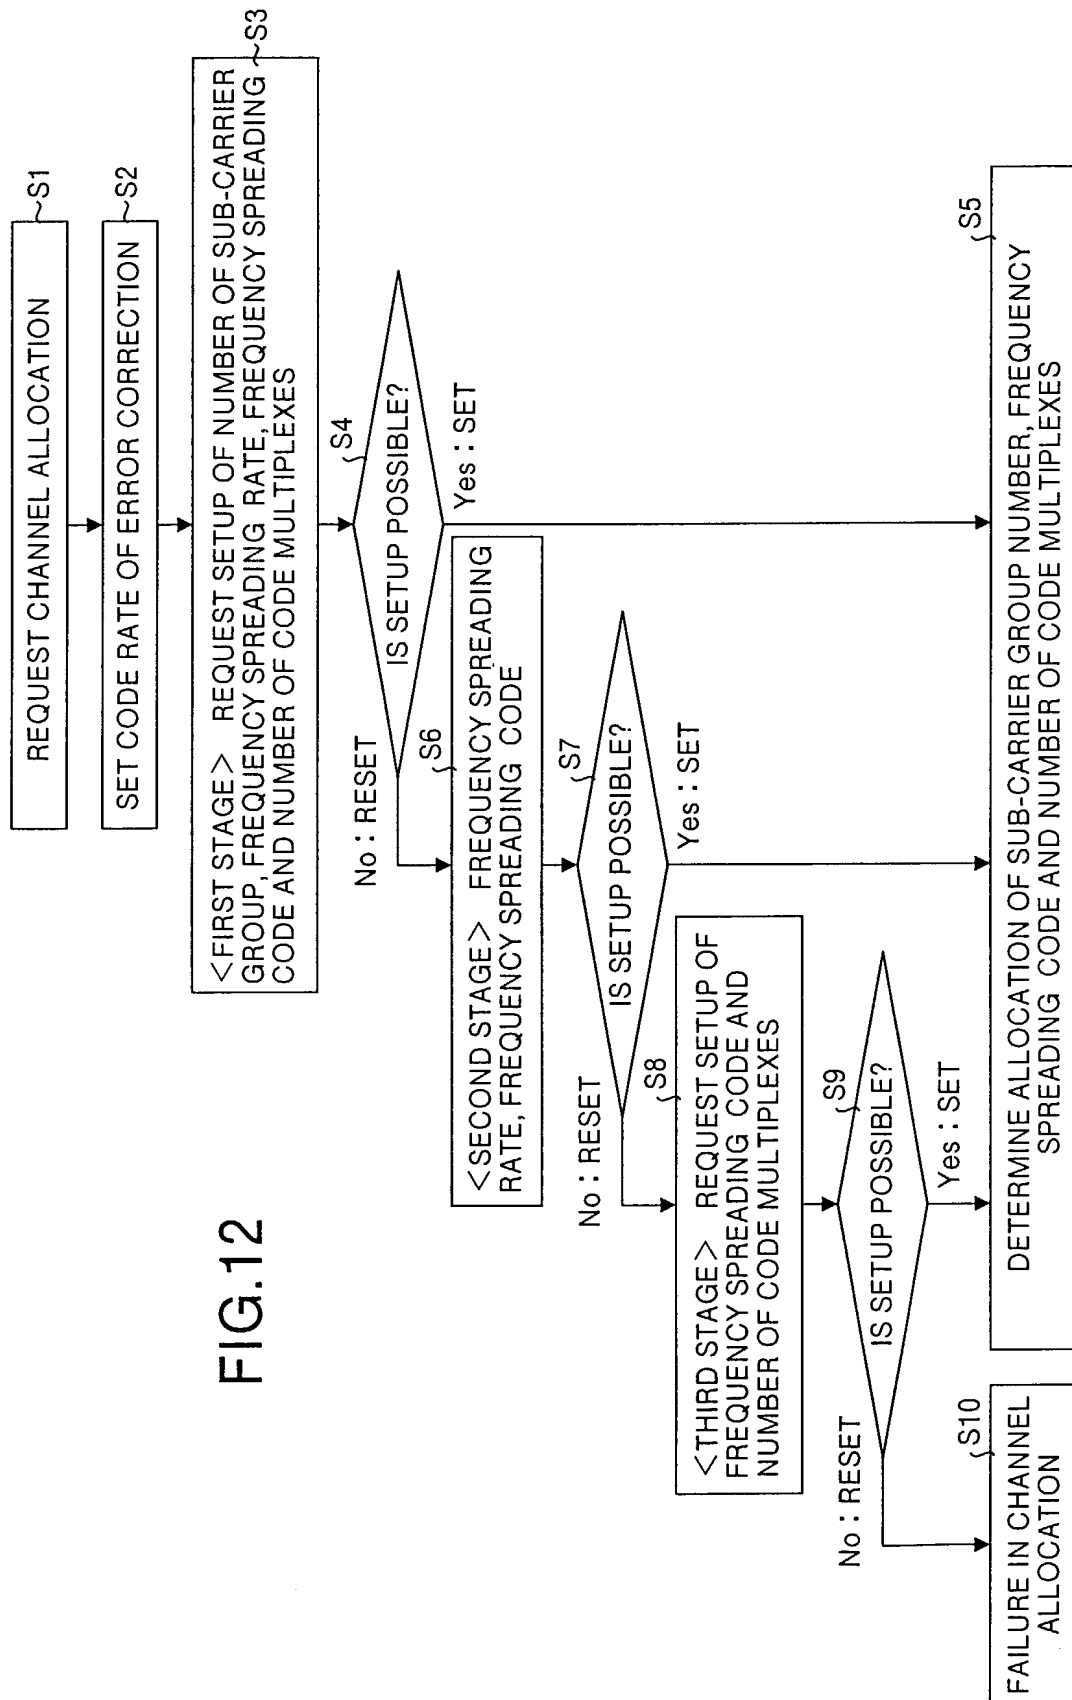 FIG.12
REQUEST CHANNEL ALLOCATION
S1
SET CODE RATE OF ERROR CORRECTION
S2
<FIRST STAGE> REQUEST SETUP OF NUMBER OF SUB-CARRIER
GROUP, FREQUENCY SPREADING RATE, FREQUENCY SPREADING
CODE AND NUMBER OF CODE MULTIPLEXES
S3
S4
IS SETUP POSSIBLE?
No : RESET
Yes : SET
S6
<SECOND STAGE> FREQUENCY SPREADING
RATE, FREQUENCY SPREADING CODE
S7
IS SETUP POSSIBLE?
No : RESET
Yes : SET
S8
<THIRD STAGE> REQUEST SETUP OF
FREQUENCY SPREADING CODE AND
NUMBER OF CODE MULTIPLEXES
S9
IS SETUP POSSIBLE?
No : RESET
Yes : SET
S10
FAILURE IN CHANNEL
ALLOCATION
S5
DETERMINE ALLOCATION OF SUB-CARRIER GROUP NUMBER, FREQUENCY
SPREADING CODE AND NUMBER OF CODE MULTIPLEXES